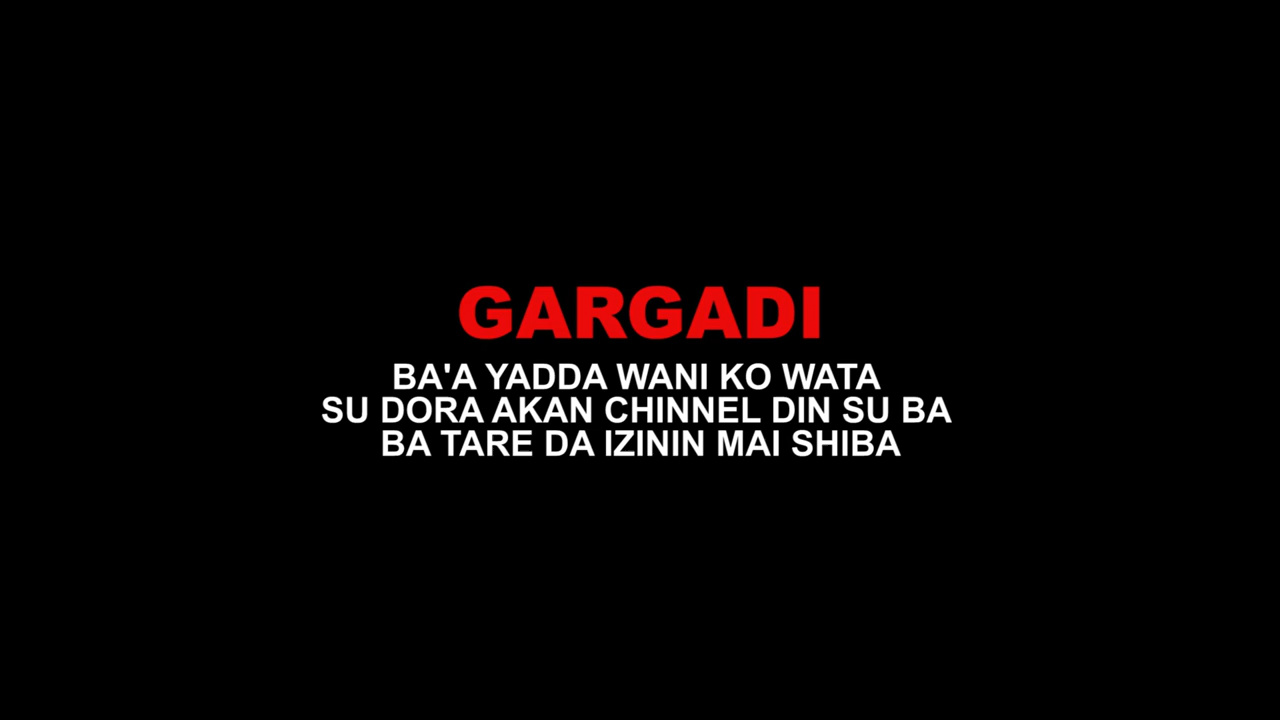 GARGADI
BA'A YADDA WANI KO WATA
SU DORA AKAN CHINNEL DIN SU BA
BA TARE DA IZININ MAI SHIBA